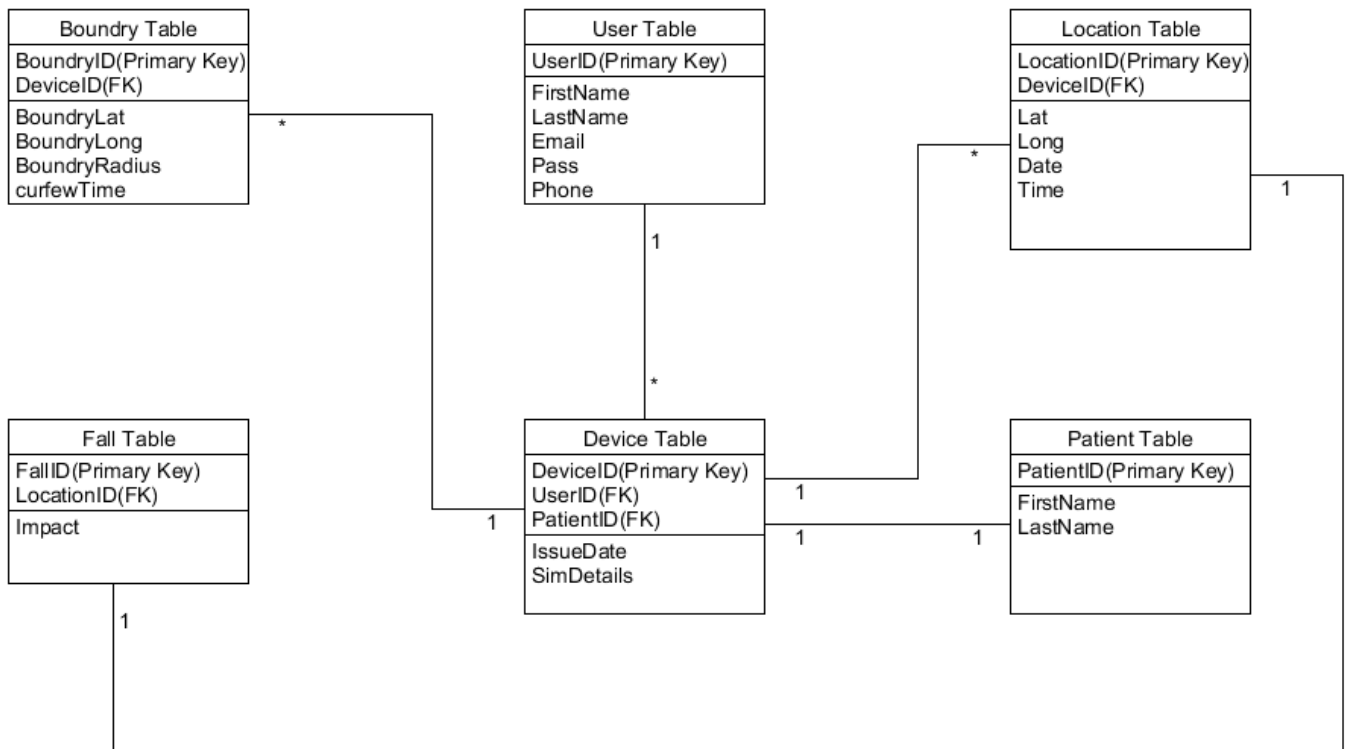 Boundry Table
BoundryID(Primary Key)
DeviceID(FK)
BoundryLat
BoundryLong
BoundryRadius
curfewTime
*
User Table
UserID(Primary Key)
FirstName
LastName
Email
Pass
Phone
1
*
Location Table
LocationID(Primary Key)
DeviceID(FK)
Lat
Long
Date
Time
*
1
Fall Table
FallID(Primary Key)
LocationID(FK)
Impact
1
Device Table
DeviceID(Primary Key)
UserID(FK)
PatientID(FK)
IssueDate
SimDetails
1
1
1
1
Patient Table
PatientID(Primary Key)
FirstName
LastName